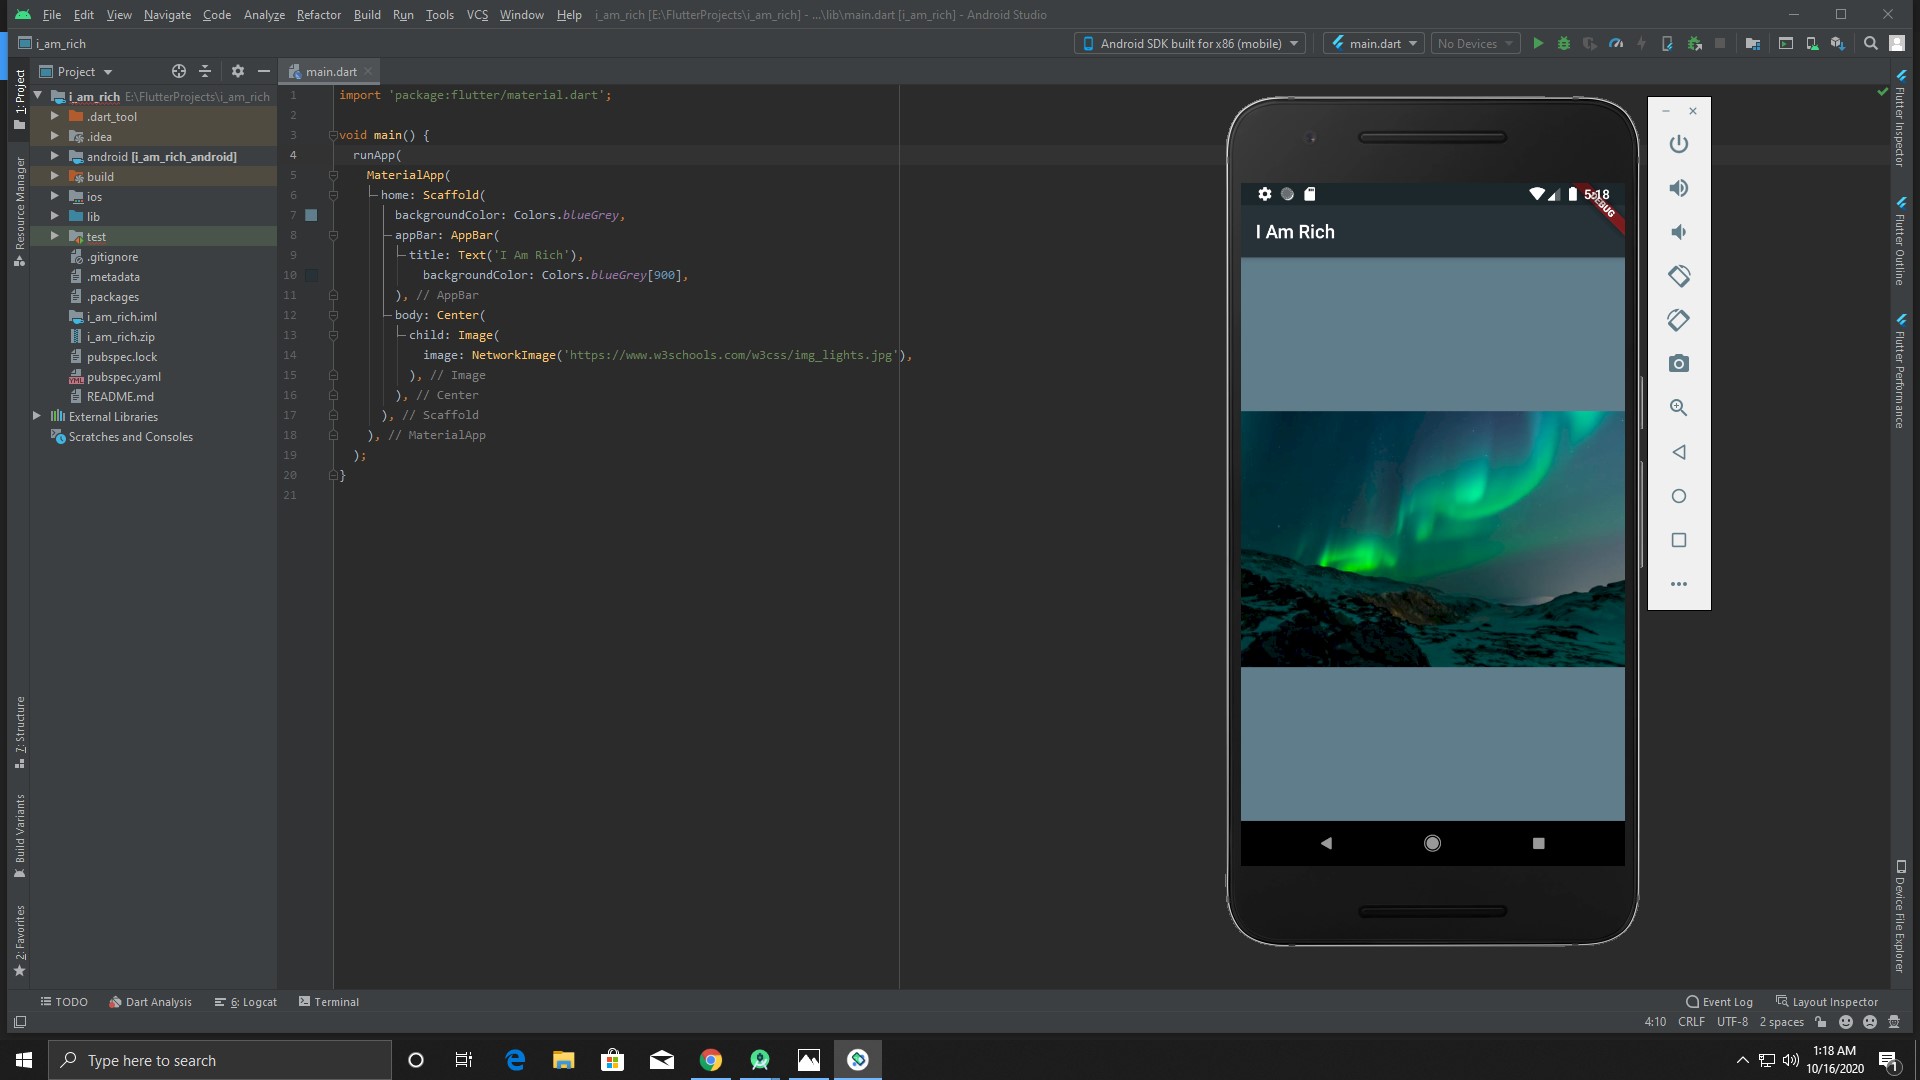 File Edit View Navigate Code Analyze Refactor Build Run Tools VCS Window Help i_am_rich [E:\FlutterProjects\i_am_rich] - ...\lib\main.dart [i_am_rich] - Android Studio
i_am_rich
Android SDK built for x86 (mobile) main.dart No Devices
1: Project
Resource Manager
7: Structure
Build Variants
2: Favorites
Project
i_am_rich E:\FlutterProjects\i_am_rich
.dart_tool
.idea
android [i_am_rich_android]
build
ios
lib
test
.gitignore
.metadata
.packages
i_am_rich.iml
i_am_rich.zip
pubspec.lock
YML pubspec.yaml
README.md
External Libraries
Scratches and Consoles
main.dart
1 import 'package:flutter/material.dart';
2
3 void main() {
4 runApp(
5 MaterialApp(
6 home: Scaffold(
7 backgroundColor: Colors.blueGrey,
8 appBar: AppBar(
9 title: Text('I Am Rich'),
10 backgroundColor: Colors.blueGrey[900],
11 ), // AppBar
12 body: Center(
13 child: Image(
14 image: NetworkImage('https://www.w3schools.com/w3css/img_lights.jpg'),
15 ), // Image
16 ), // Center
17 ), // Scaffold
18 ), // MaterialApp
19 );
20 }
21
5:18
DEBUG
I Am Rich
Flutter Inspector
Flutter Outline
Flutter Performance
Device File Explorer
TODO Dart Analysis 6: Logcat Terminal
Event Log Layout Inspector
4:10 CRLF UTF-8 2 spaces
Type here to search
1:18 AM
10/16/2020
1